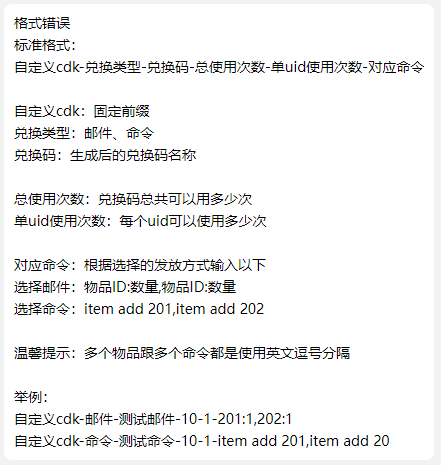 格式错误
标准格式：
自定义cdk-兑换类型-兑换码-总使用次数-单uid使用次数-对应命令
自定义cdk：固定前缀
兑换类型：邮件、命令
兑换码：生成后的兑换码名称
总使用次数：兑换码总共可以用多少次
单uid使用次数：每个uid可以使用多少次
对应命令：根据选择的发放方式输入以下
选择邮件：物品ID:数量,物品ID:数量
选择命令：item add 201,item add 202
温馨提示：多个物品跟多个命令都是使用英文逗号分隔
举例：
自定义cdk-邮件-测试邮件-10-1-201:1,202:1
自定义cdk-命令-测试命令-10-1-item add 201,item add 20